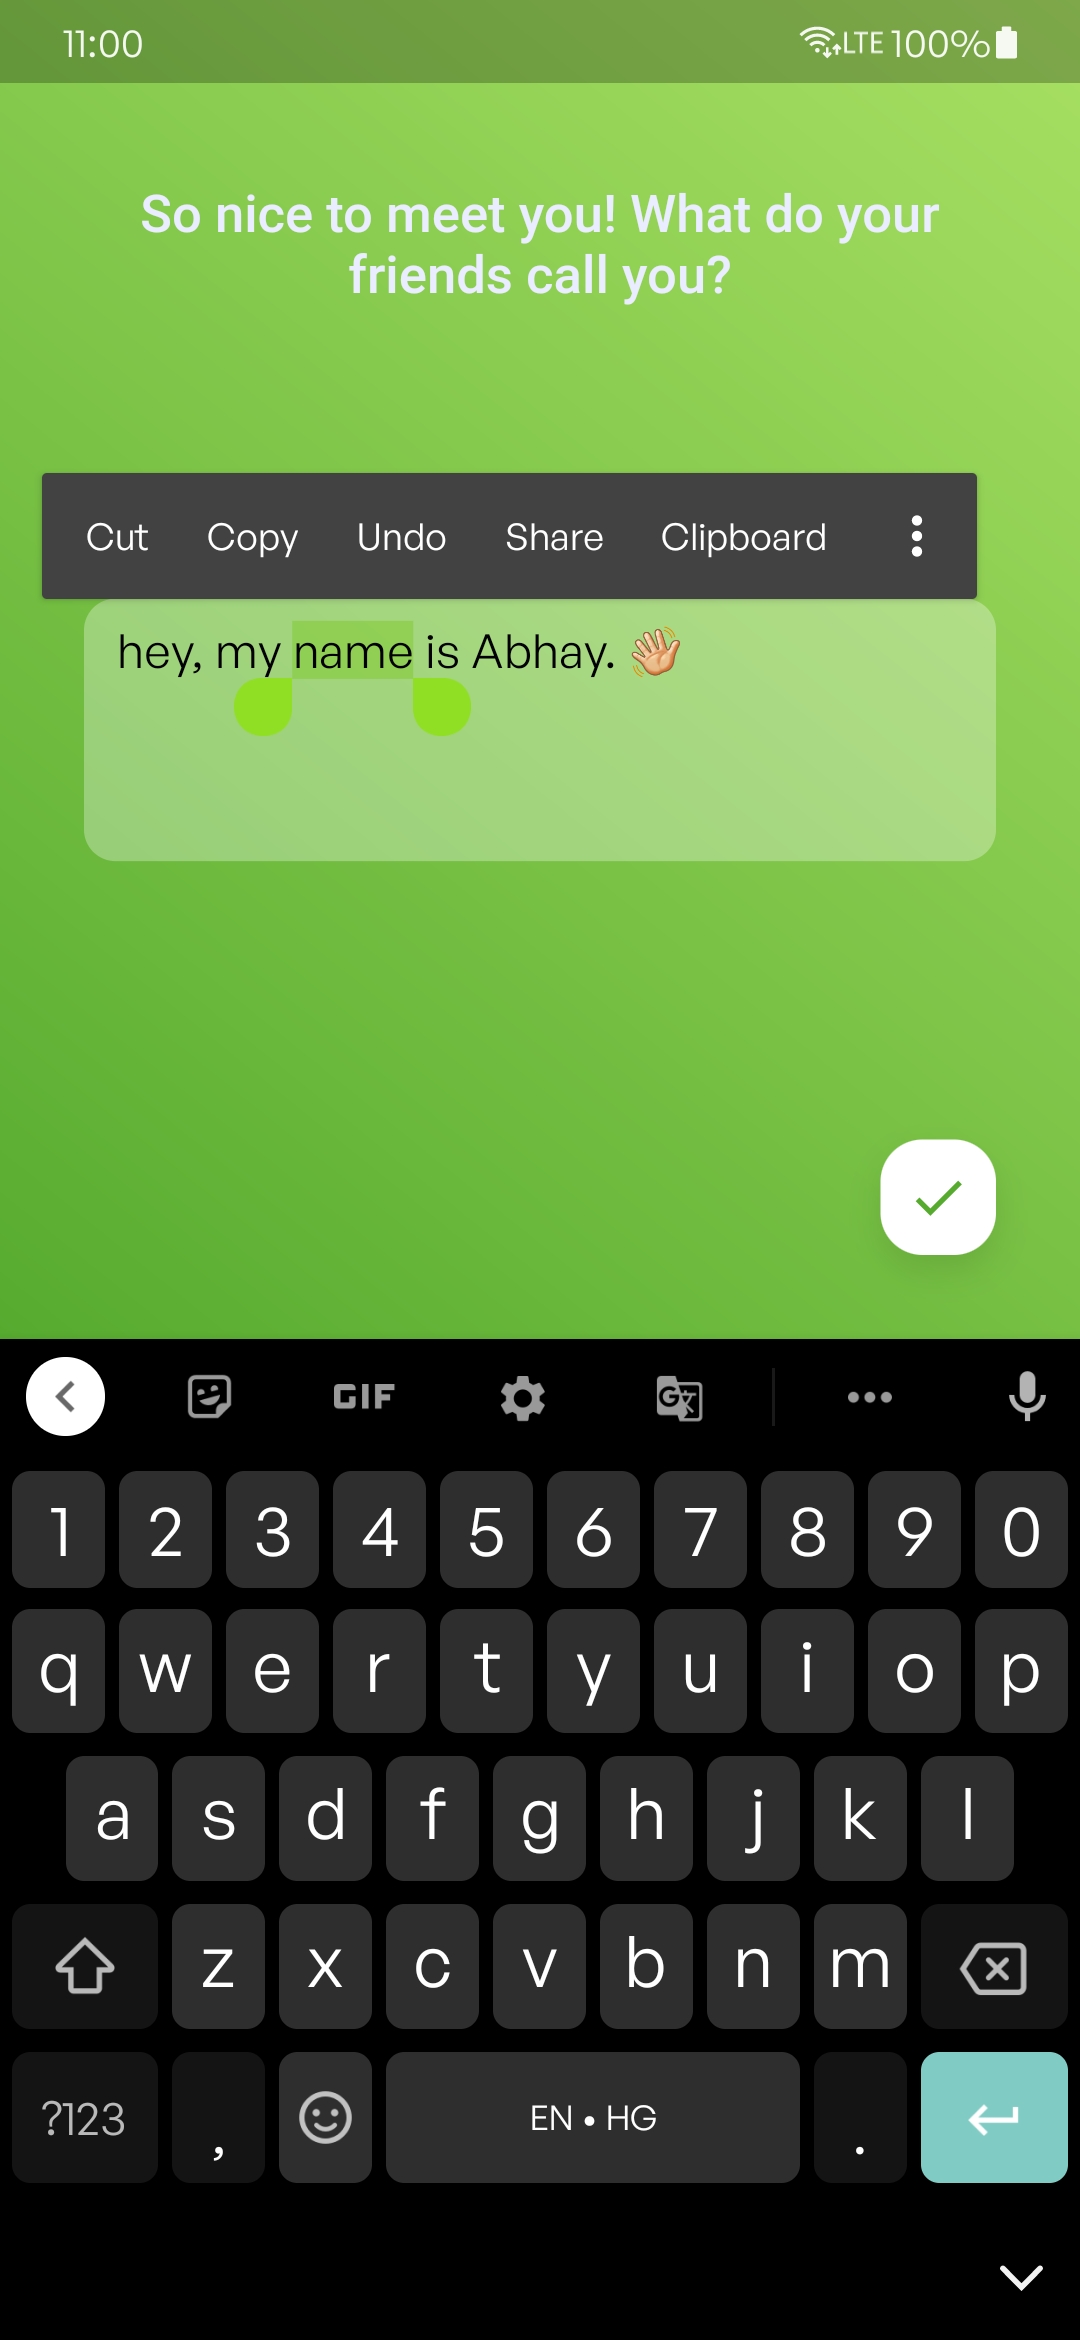 11:00 LTE 100%
So nice to meet you! What do your
friends call you?
Cut Copy Undo Share Clipboard
hey, my name is Abhay. 👋🏼
GIF G文
1 2 3 4 5 6 7 8 9 0
q w e r t y u i o p
a s d f g h j k l
z x c v b n m
?123 , EN • HG .